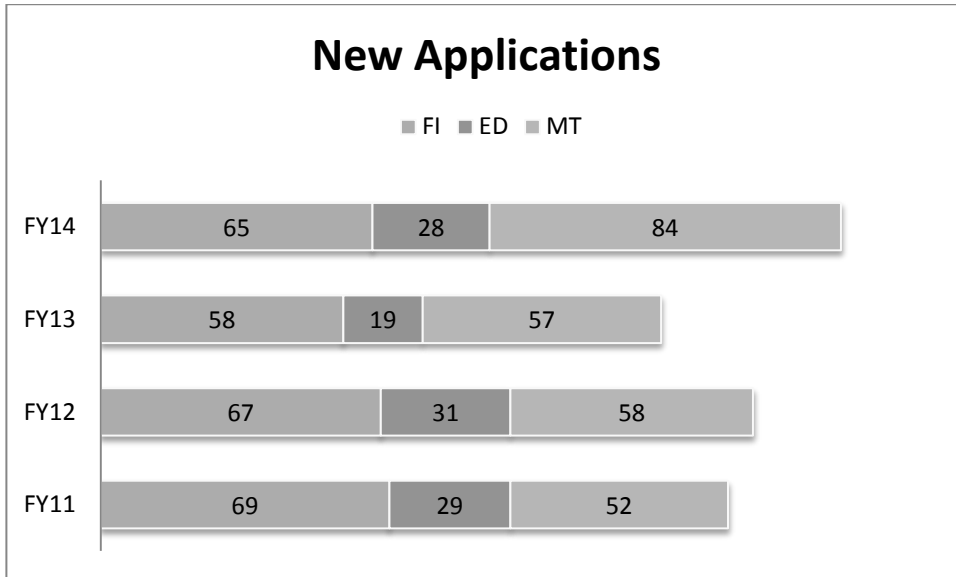 New Applications
FI ED MT
FY14 65 28 84
FY13 58 19 57
FY12 67 31 58
FY11 69 29 52